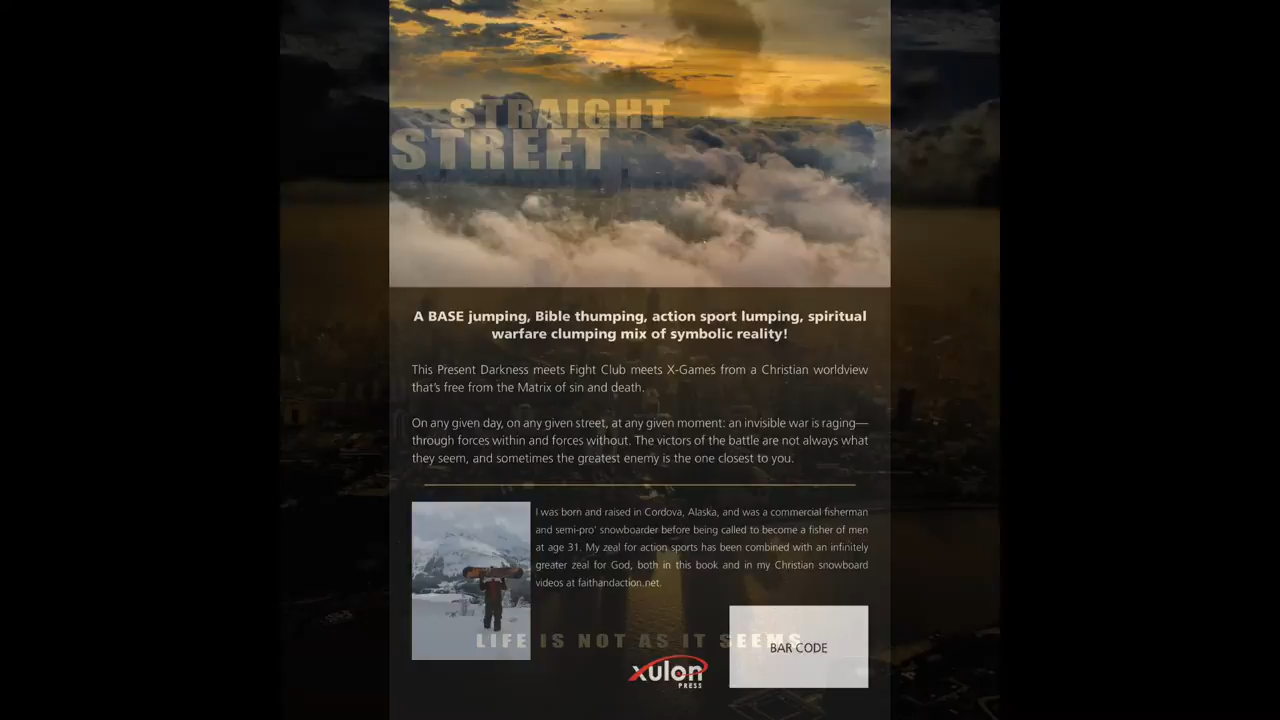 STRAIGHT
STREET
A BASE jumping, Bible thumping, action sport lumping, spiritual
warfare clumping mix of symbolic reality!
This Present Darkness meets Fight Club meets X-Games from a Christian worldview
that's free from the Matrix of sin and death.
On any given day, on any given street, at any given moment: an invisible war is raging—
through forces within and forces without. The victors of the battle are not always what
they seem, and sometimes the greatest enemy is the one closest to you.
I was born and raised in Cordova, Alaska, and was a commercial fisherman
and semi-pro' snowboarder before being called to become a fisher of men
at age 31. My zeal for action sports has been combined with an infinitely
greater zeal for God, both in this book and in my Christian snowboard
videos at faithandaction.net.
LIFE IS NOT AS IT SEEMS
BAR CODE
xulon
PRESS